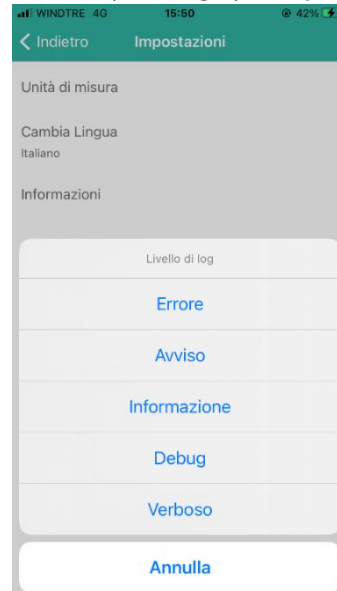 WINDTRE 4G 15:50 42%
Indietro Impostazioni
Unità di misura
Cambia Lingua
Italiano
Informazioni
Livello di log
Errore
Avviso
Informazione
Debug
Verboso
Annulla